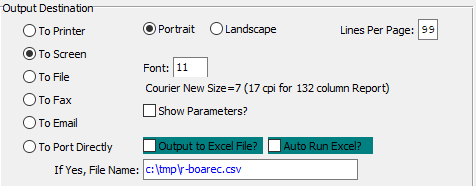 Output Destination
To Printer
Portrait
Landscape
Lines Per Page: 99
To Screen
To File
Font: 11
Courier New Size=7 (17 cpi for 132 column Report)
To Fax
Show Parameters?
To Email
To Port Directly
Output to Excel File?
Auto Run Excel?
If Yes, File Name: c:\tmp\r-boarec.csv